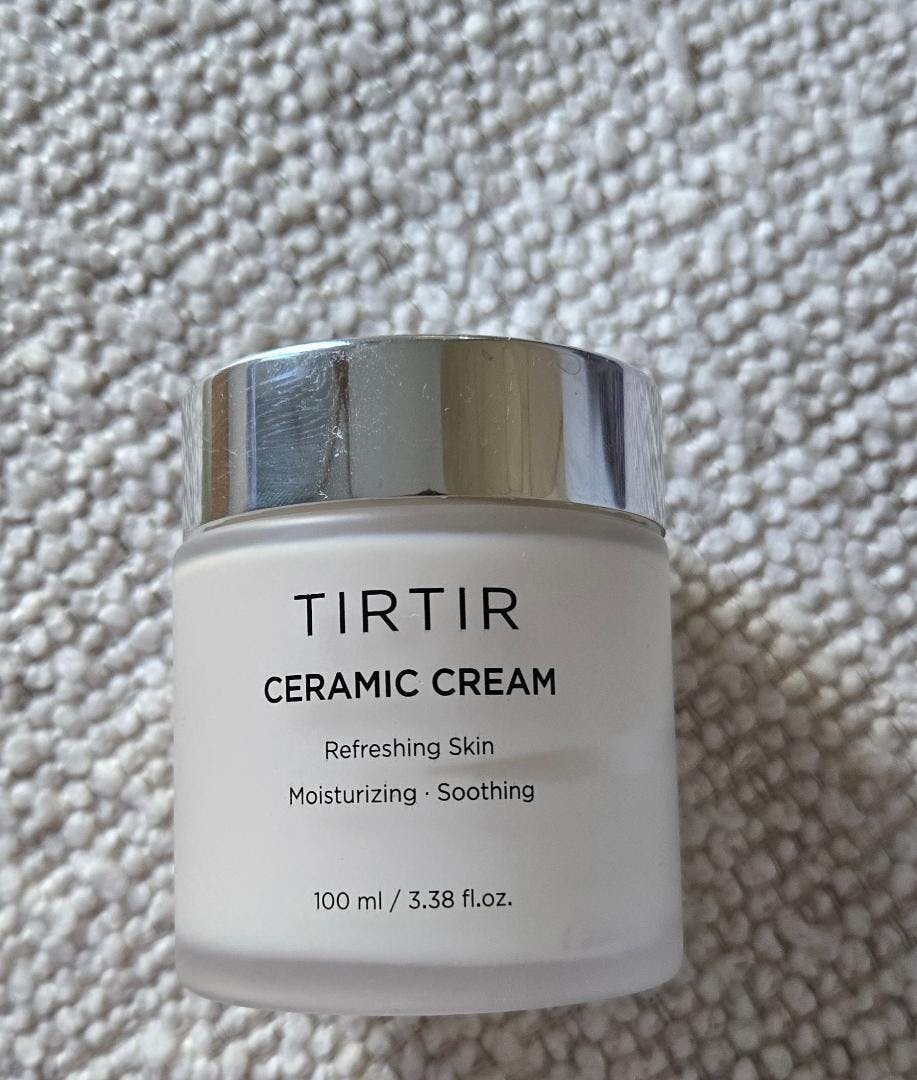 TIRTIR
CERAMIC CREAM
Refreshing Skin
Moisturizing · Soothing
100 ml / 3.38 fl.oz.